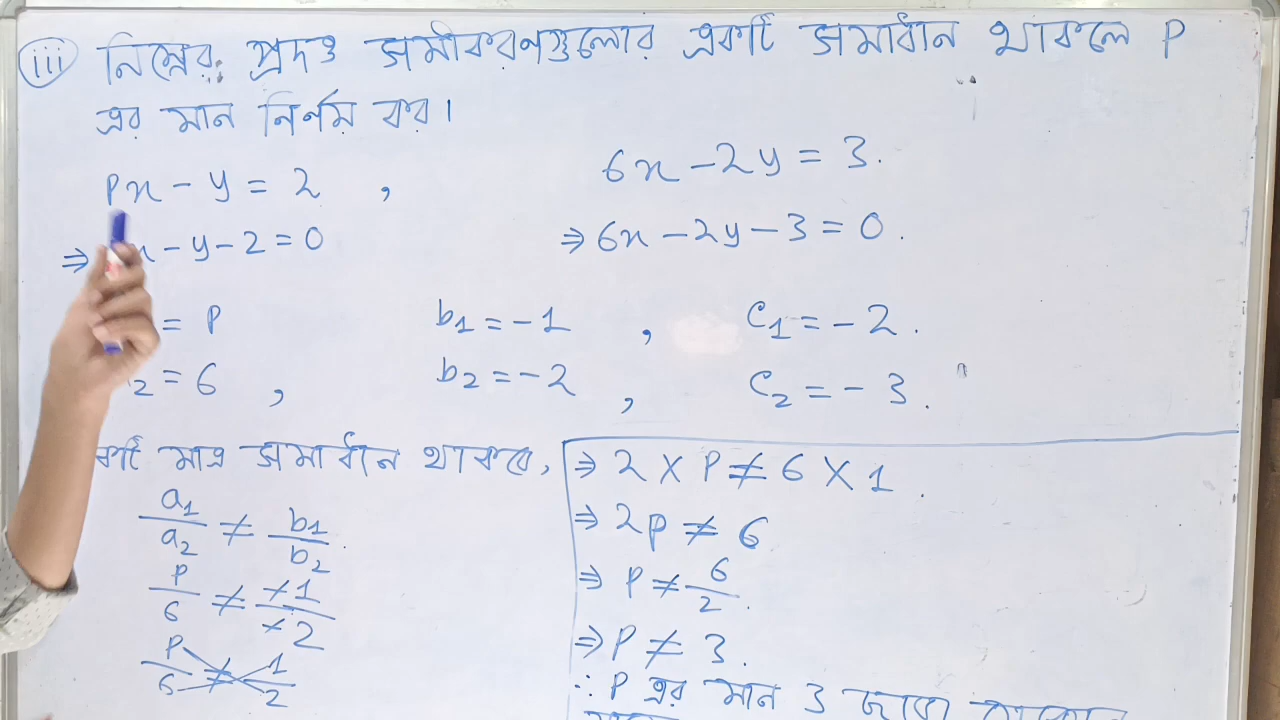 iii নিম্নের প্রদত্ত সমীকরণগুলোর একটি সমাধান থাকলে P
এর মান নির্ণয় কর।
Px - y = 2 , 6x - 2y = 3.
⇒ x - y - 2 = 0 ⇒ 6x - 2y - 3 = 0.
= P b₁ = -1 , c₁ = -2.
₂ = 6 , b₂ = -2 , c₂ = -3.
কটি মাত্র সমাধান থাকবে,
a₁/a₂ ≠ b₁/b₂.
P/6 ≠ -1/-2
P/6 ≠ 1/2
⇒ 2 × P ≠ 6 × 1.
⇒ 2P ≠ 6
⇒ P ≠ 6/2.
⇒ P ≠ 3.
∴ P এর মান 3